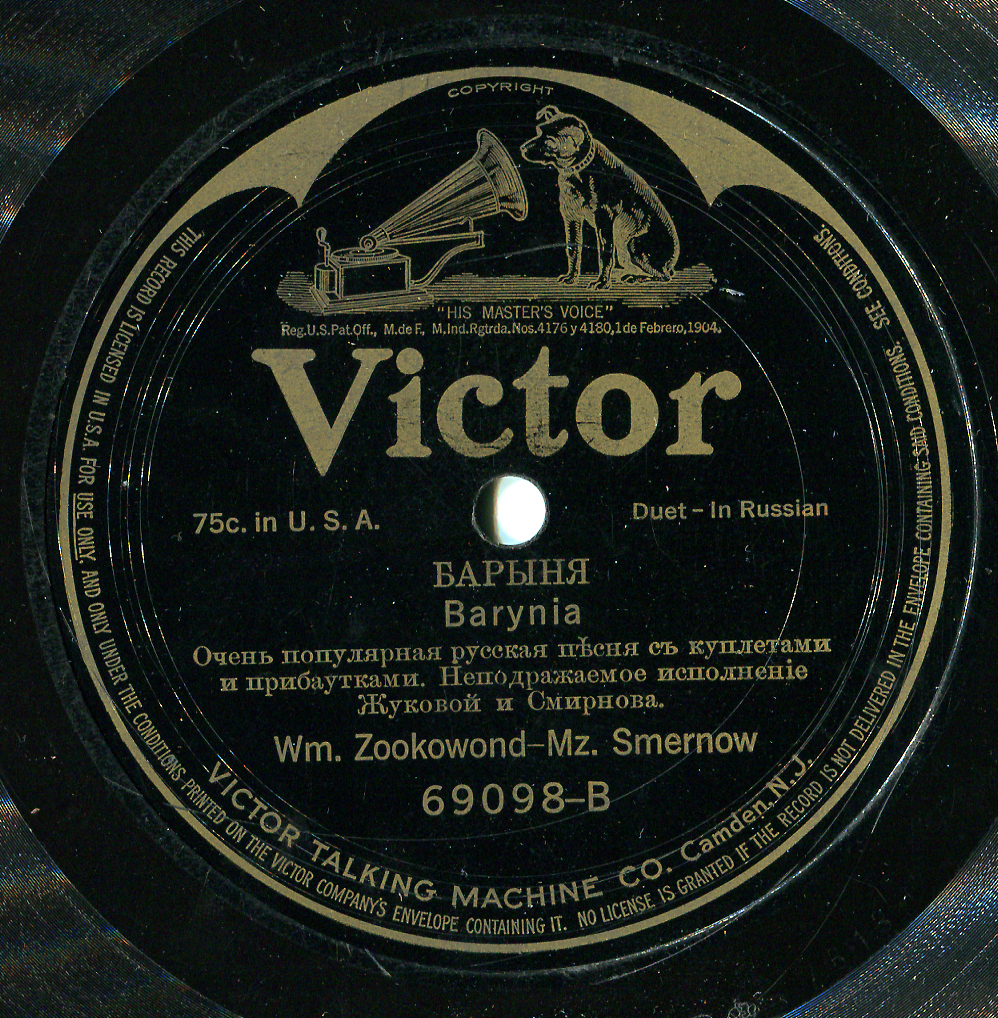 COPYRIGHT
"HIS MASTER'S VOICE"
Reg.U.S.Pat.Off., M.de F., M.Ind.Rgtrda.Nos.4176 y 4180,1 de Febrero,1904.
Victor
75c. in U. S. A.
Duet – In Russian
БАРЫНЯ
Barynia
Очень популярная русская пѣсня съ куплетами
и прибаутками. Неподражаемое исполненіе
Жуковой и Смирнова.
Wm. Zookowond–Mz. Smernow
69098–B
VICTOR TALKING MACHINE CO. Camden, N.J.
THIS RECORD IS LICENSED IN U.S.A. FOR USE ONLY, AND ONLY UNDER THE CONDITIONS PRINTED ON THE VICTOR COMPANY'S ENVELOPE CONTAINING IT. NO LICENSE IS GRANTED IF THE RECORD IS NOT DELIVERED IN THE ENVELOPE CONTAINING SAID CONDITIONS. SEE CONDITIONS.